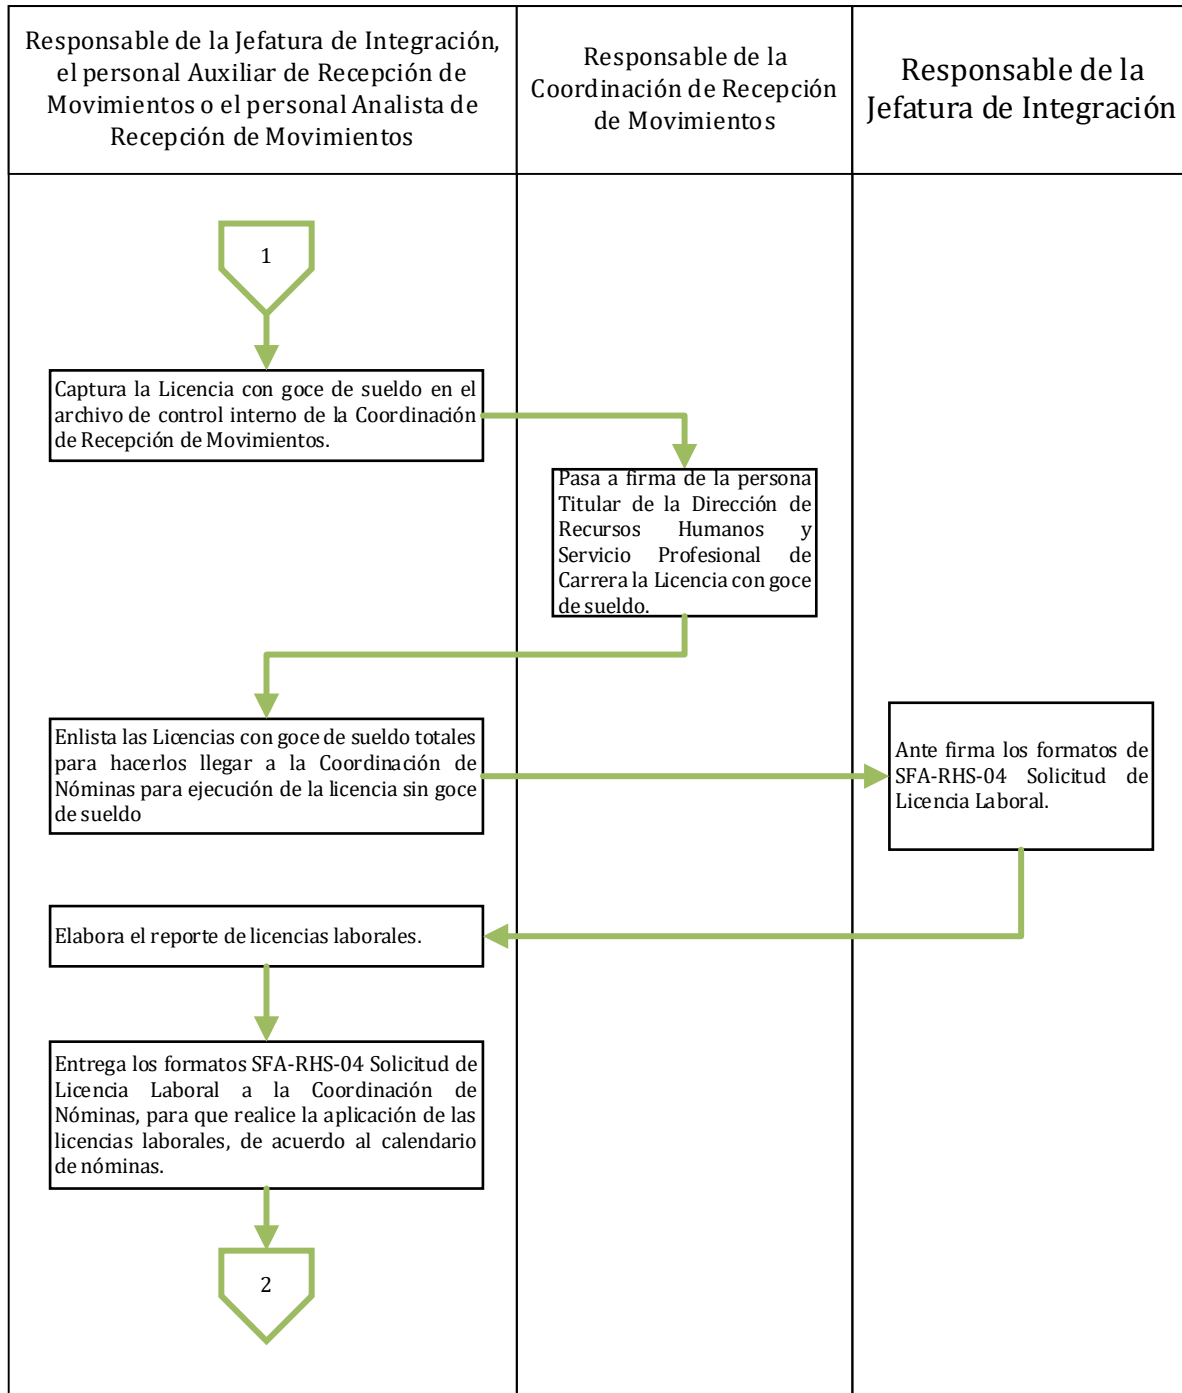 Responsable de la Jefatura de Integración,
el personal Auxiliar de Recepción de
Movimientos o el personal Analista de
Recepción de Movimientos
Responsable de la
Coordinación de Recepción
de Movimientos
Responsable de la
Jefatura de Integración
1
Captura la Licencia con goce de sueldo en el
archivo de control interno de la Coordinación
de Recepción de Movimientos.
Pasa a firma de la persona
Titular de la Dirección de
Recursos Humanos y
Servicio Profesional de
Carrera la Licencia con goce
de sueldo.
Enlista las Licencias con goce de sueldo totales
para hacerlos llegar a la Coordinación de
Nóminas para ejecución de la licencia sin goce
de sueldo
Ante firma los formatos de
SFA-RHS-04 Solicitud de
Licencia Laboral.
Elabora el reporte de licencias laborales.
Entrega los formatos SFA-RHS-04 Solicitud de
Licencia Laboral a la Coordinación de
Nóminas, para que realice la aplicación de las
licencias laborales, de acuerdo al calendario
de nóminas.
2